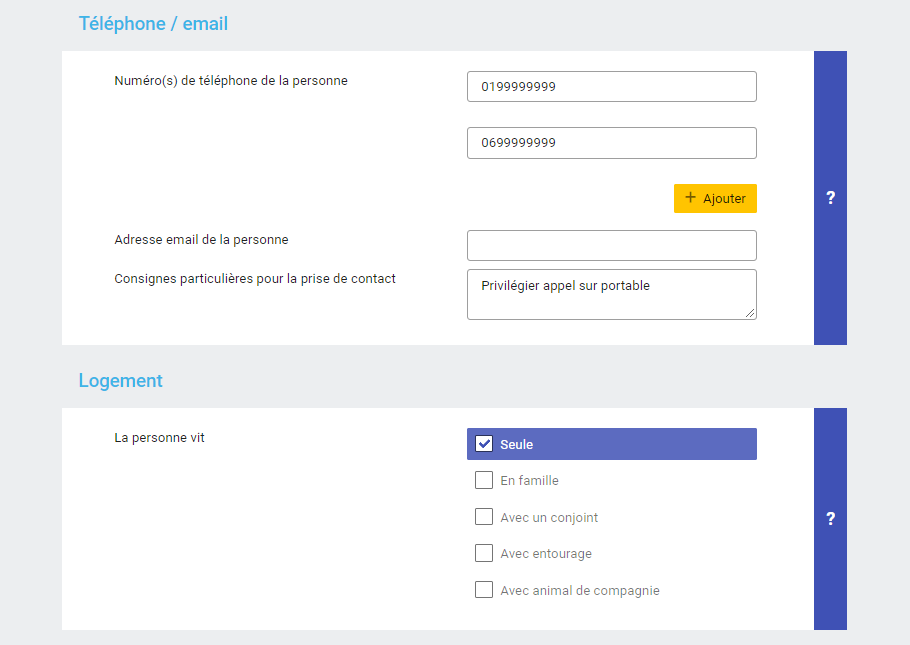 Téléphone / email
Numéro(s) de téléphone de la personne
0199999999
0699999999
+ Ajouter
?
Adresse email de la personne
Consignes particulières pour la prise de contact
Privilégier appel sur portable
Logement
La personne vit
Seule
En famille
Avec un conjoint
?
Avec entourage
Avec animal de compagnie